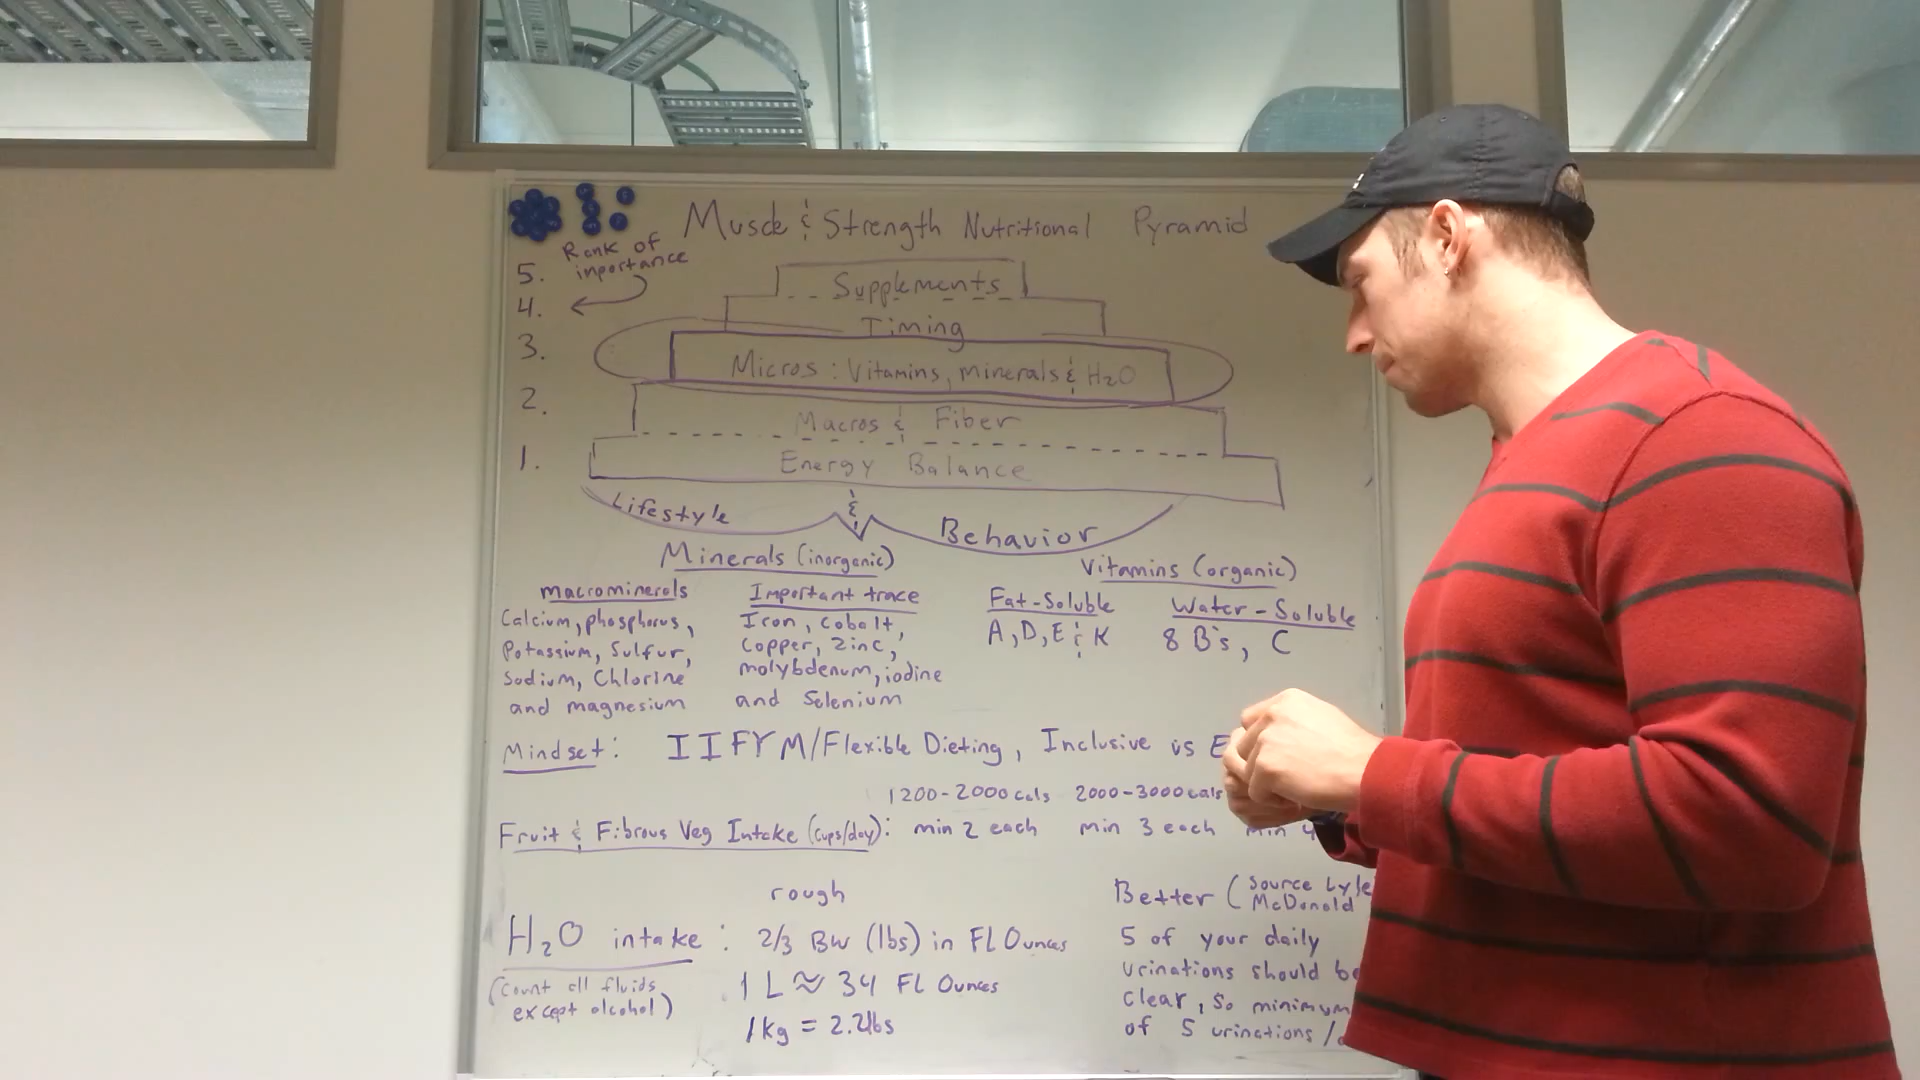 Muscle & Strength Nutritional Pyramid
Rank of
importance
5.
4.
3.
2.
1.
Supplements
Timing
Micros: Vitamins, minerals & H2O
Macros & Fiber
Energy Balance
Lifestyle & Behavior
Minerals (inorganic)
macrominerals
Calcium, phosphorus,
Potassium, Sulfur,
Sodium, Chlorine
and magnesium
Important trace
Iron, cobalt,
copper, zinc,
molybdenum, iodine
and Selenium
Vitamins (organic)
Fat-Soluble
A, D, E & K
Water-Soluble
8 B's, C
Mindset: IIFYM/Flexible Dieting, Inclusive is
1200-2000 cals 2000-3000 cals
Fruit & Fibrous Veg Intake (cups/day): min 2 each min 3 each min 4
H2O intake:
(count all fluids
except alcohol)
rough
2/3 BW (lbs) in FL Ounces
1 L ≈ 34 FL Ounces
1kg = 2.2lbs
Better (Source Lyle
McDonald
5 of your daily
urinations should be
clear, so minimum
of 5 urinations /